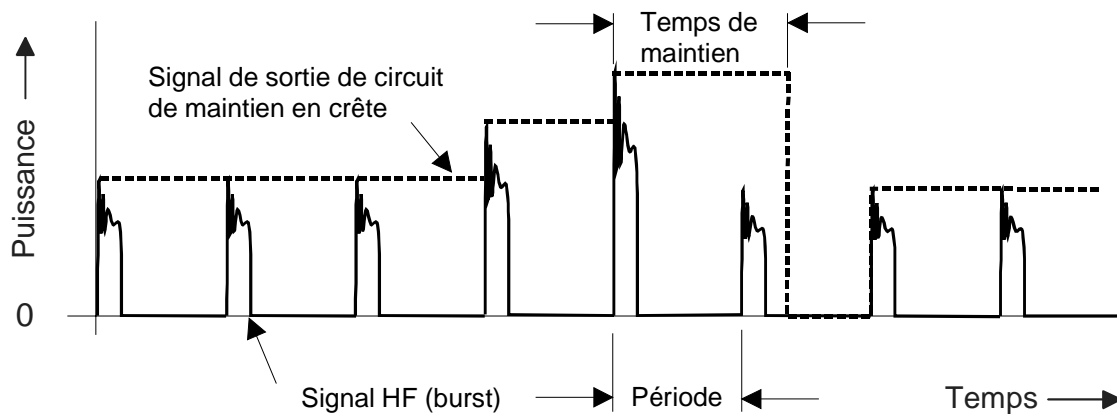 Temps de
maintien
Signal de sortie de circuit
de maintien en crête
Puissance
0
Signal HF (burst)
Période
Temps